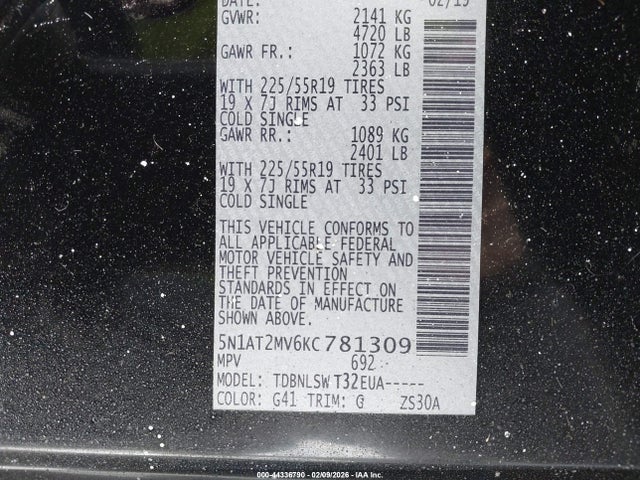 DATE: 02/19
GVWR: 2141 KG
4720 LB
GAWR FR.: 1072 KG
2363 LB
WITH 225/55R19 TIRES
19 X 7J RIMS AT 33 PSI
COLD SINGLE
GAWR RR.: 1089 KG
2401 LB
WITH 225/55R19 TIRES
19 X 7J RIMS AT 33 PSI
COLD SINGLE
THIS VEHICLE CONFORMS TO
ALL APPLICABLE FEDERAL
MOTOR VEHICLE SAFETY AND
THEFT PREVENTION
STANDARDS IN EFFECT ON
THE DATE OF MANUFACTURE
SHOWN ABOVE.
5N1AT2MV6KC781309
MPV 692
MODEL: TDBNLSW T32EUA-----
COLOR: G41 TRIM: G ZS30A
000-44336790 - 02/09/2026 - IAA Inc.